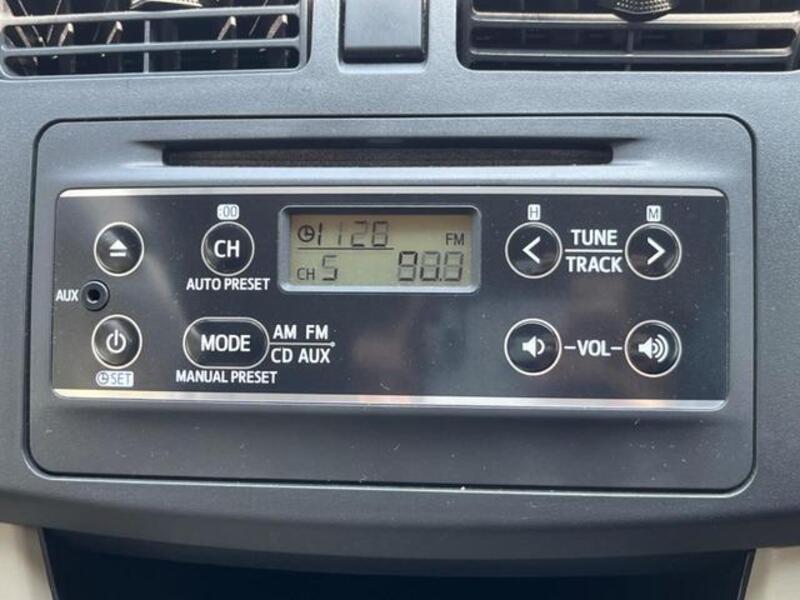 :00
H
M
CH
1128
FM
TUNE
TRACK
AUTO PRESET
CH 5
88.8
AUX
MODE
AM FM
CD AUX
-VOL-
SET
MANUAL PRESET